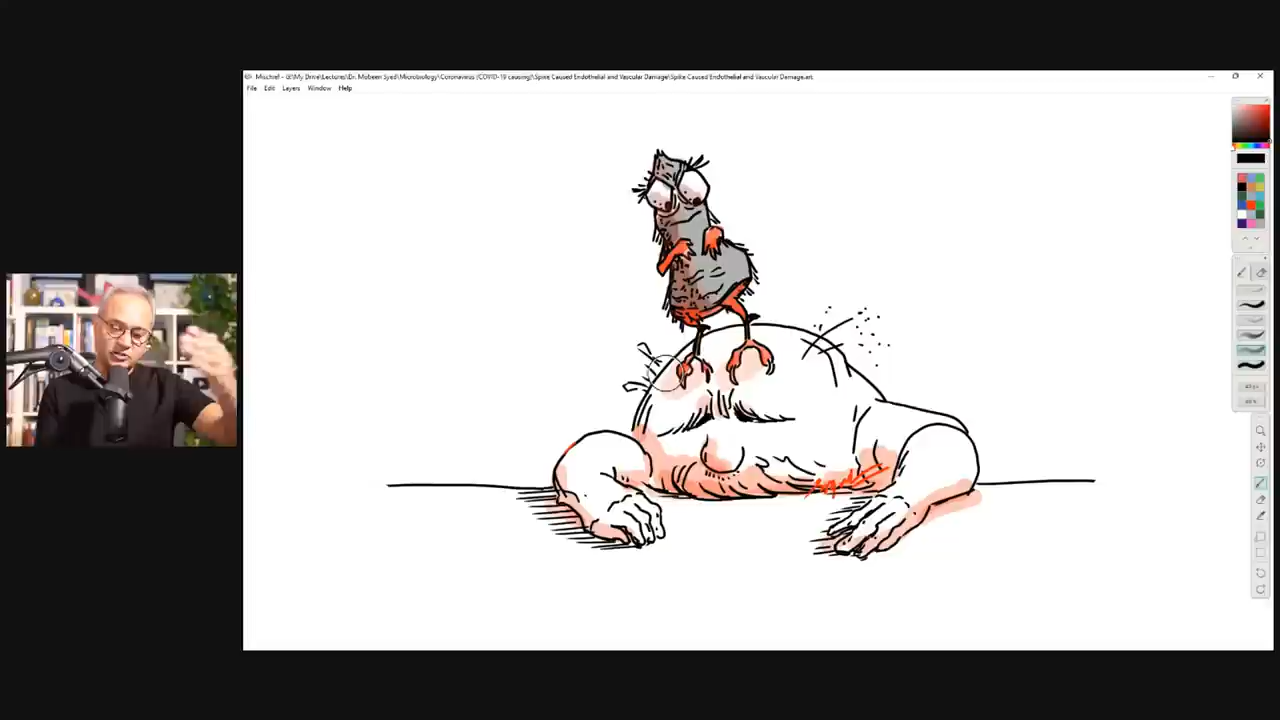 Mischief - G:\My Drive\Lectures\Dr. Mobeen Syed\Microbiology\Coronavirus (COVID-19 causing)\Spike Caused Endothelial and Vascular Damage\Spike Caused Endothelial and Vascular Damage.art
File Edit Layers Window Help